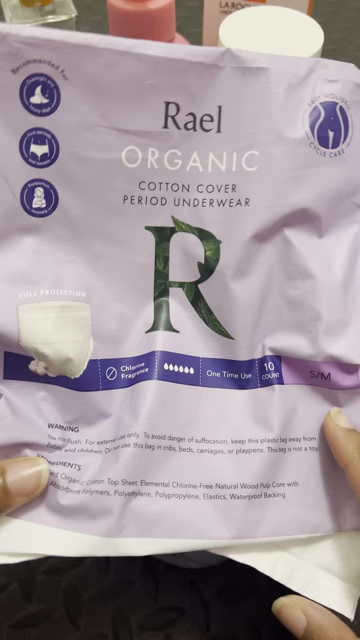 LA ROC
Recommended For
Rael
ORGANIC
COTTON COVER
PERIOD UNDERWEAR
CYCLE CARE
R
FULL PROTECTION
Chlorine
Fragrance
One Time Use
10
COUNT
S/M
WARNING
Do not flush. For external use only. To avoid danger of suffocation, keep this plastic bag away from
babies and children. Do not use this bag in cribs, beds, carriages, or playpens. This bag is not a toy.
INGREDIENTS
Organic Cotton Top Sheet, Elemental Chlorine-Free Natural Wood Pulp Core with
Absorbent Polymers, Polyethylene, Polypropylene, Elastics, Waterproof Backing